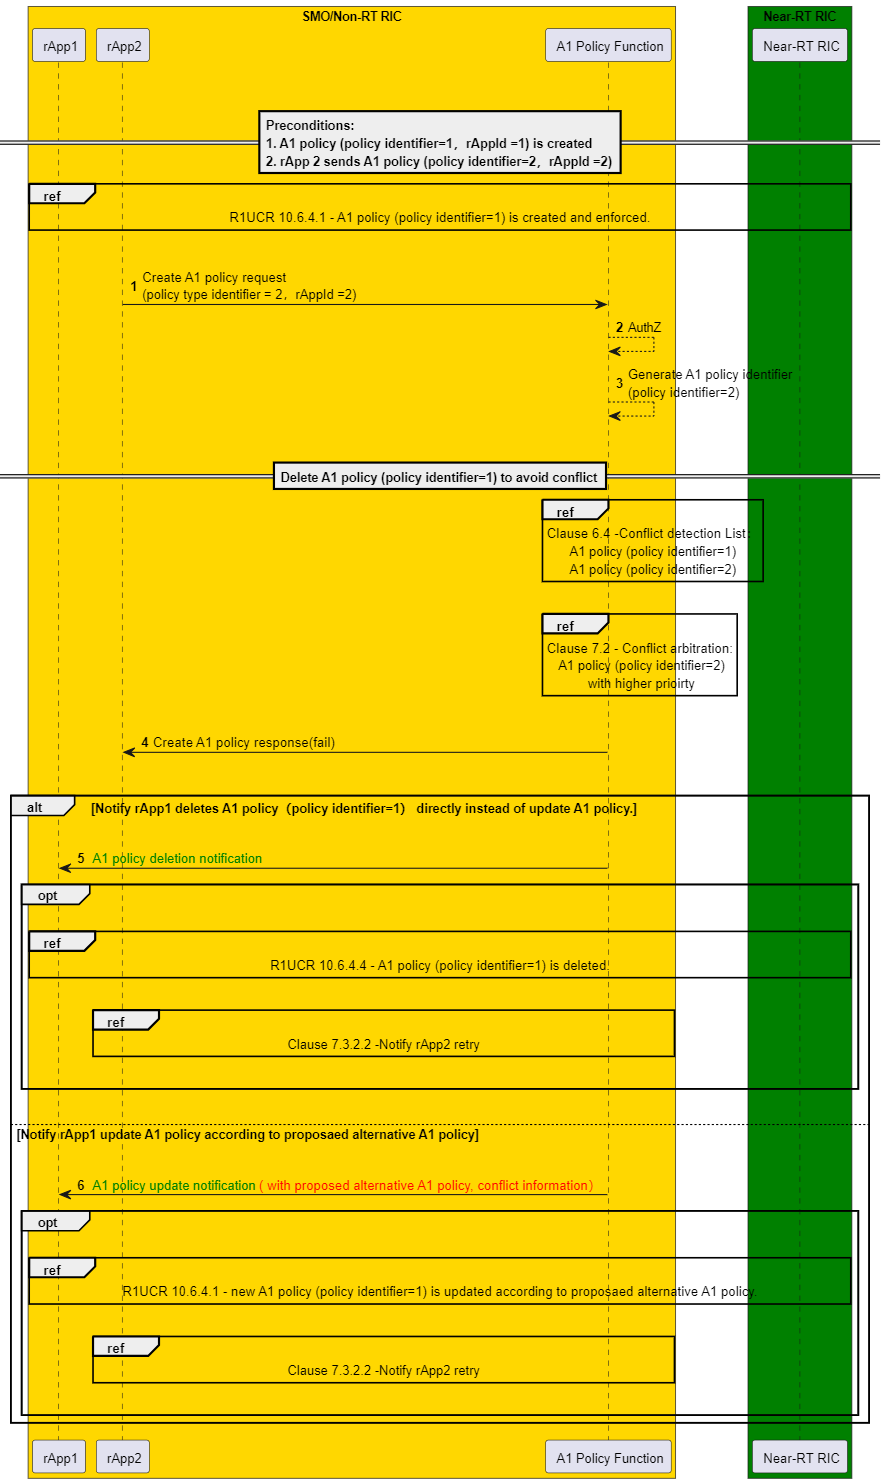 SMO/Non-RT RIC
Near-RT RIC
rApp1
rApp2
A1 Policy Function
Near-RT RIC
Preconditions:
1. A1 policy (policy identifier=1，rAppId =1) is created
2. rApp 2 sends A1 policy (policy identifier=2，rAppId =2)
ref
R1UCR 10.6.4.1 - A1 policy (policy identifier=1) is created and enforced.
1 Create A1 policy request
(policy type identifier = 2，rAppId =2)
2 AuthZ
3 Generate A1 policy identifier
(policy identifier=2)
Delete A1 policy (policy identifier=1) to avoid conflict
ref
Clause 6.4 -Conflict detection List：
A1 policy (policy identifier=1)
A1 policy (policy identifier=2)
ref
Clause 7.2 - Conflict arbitration:
A1 policy (policy identifier=2)
with higher prioirty
4 Create A1 policy response(fail)
alt
[Notify rApp1 deletes A1 policy（policy identifier=1） directly instead of update A1 policy.]
5 A1 policy deletion notification
opt
ref
R1UCR 10.6.4.4 - A1 policy (policy identifier=1) is deleted.
ref
Clause 7.3.2.2 -Notify rApp2 retry
[Notify rApp1 update A1 policy according to proposaed alternative A1 policy]
6 A1 policy update notification ( with proposed alternative A1 policy, conflict information）
opt
ref
R1UCR 10.6.4.1 - new A1 policy (policy identifier=1) is updated according to proposaed alternative A1 policy.
ref
Clause 7.3.2.2 -Notify rApp2 retry
rApp1
rApp2
A1 Policy Function
Near-RT RIC